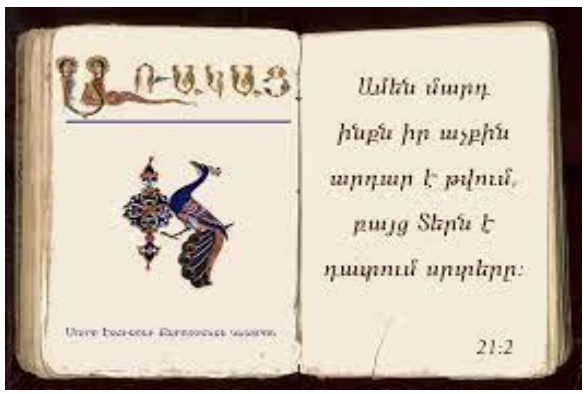 ԱՌԱԿԱՑ
Ամեն մարդ
ինքն իր աչքին
արդար է թվում,
բայց Տերն է
դատում սրտերը:
21:2